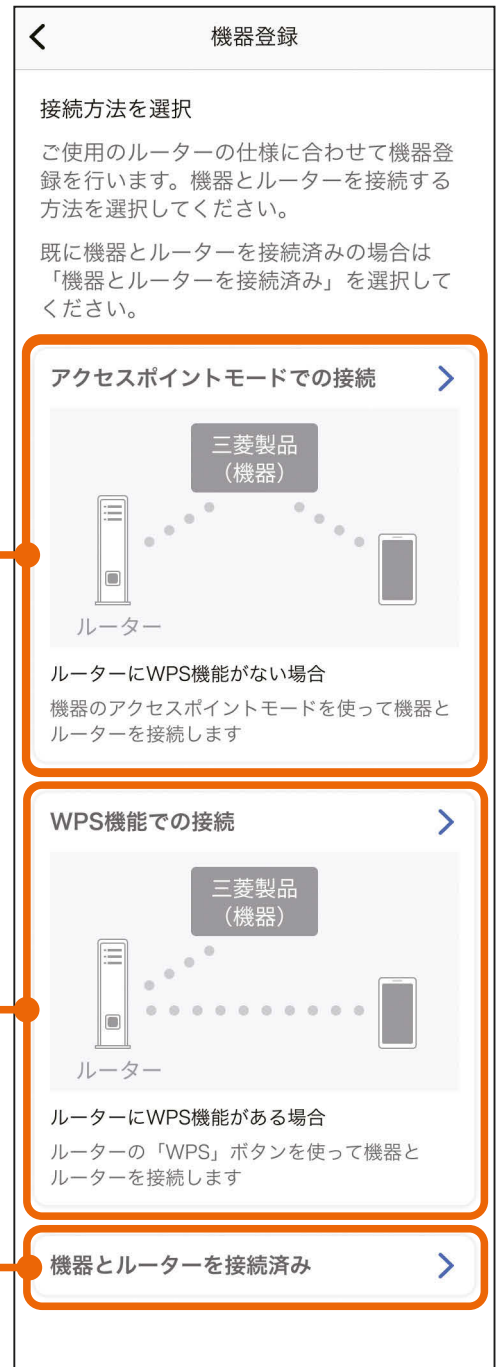 機器登録
接続方法を選択
ご使用のルーターの仕様に合わせて機器登
録を行います。機器とルーターを接続する
方法を選択してください。
既に機器とルーターを接続済みの場合は
「機器とルーターを接続済み」を選択して
ください。
アクセスポイントモードでの接続
三菱製品
（機器）
ルーター
ルーターにWPS機能がない場合
機器のアクセスポイントモードを使って機器と
ルーターを接続します
WPS機能での接続
三菱製品
（機器）
ルーター
ルーターにWPS機能がある場合
ルーターの「WPS」ボタンを使って機器と
ルーターを接続します
機器とルーターを接続済み